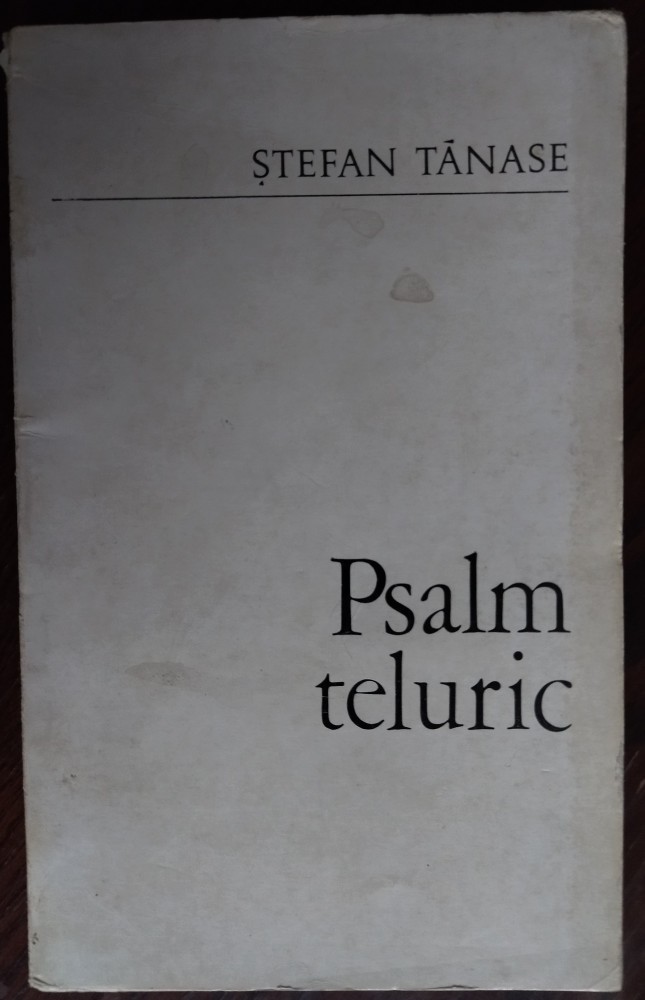 ȘTEFAN TĂNASE
Psalm
teluric